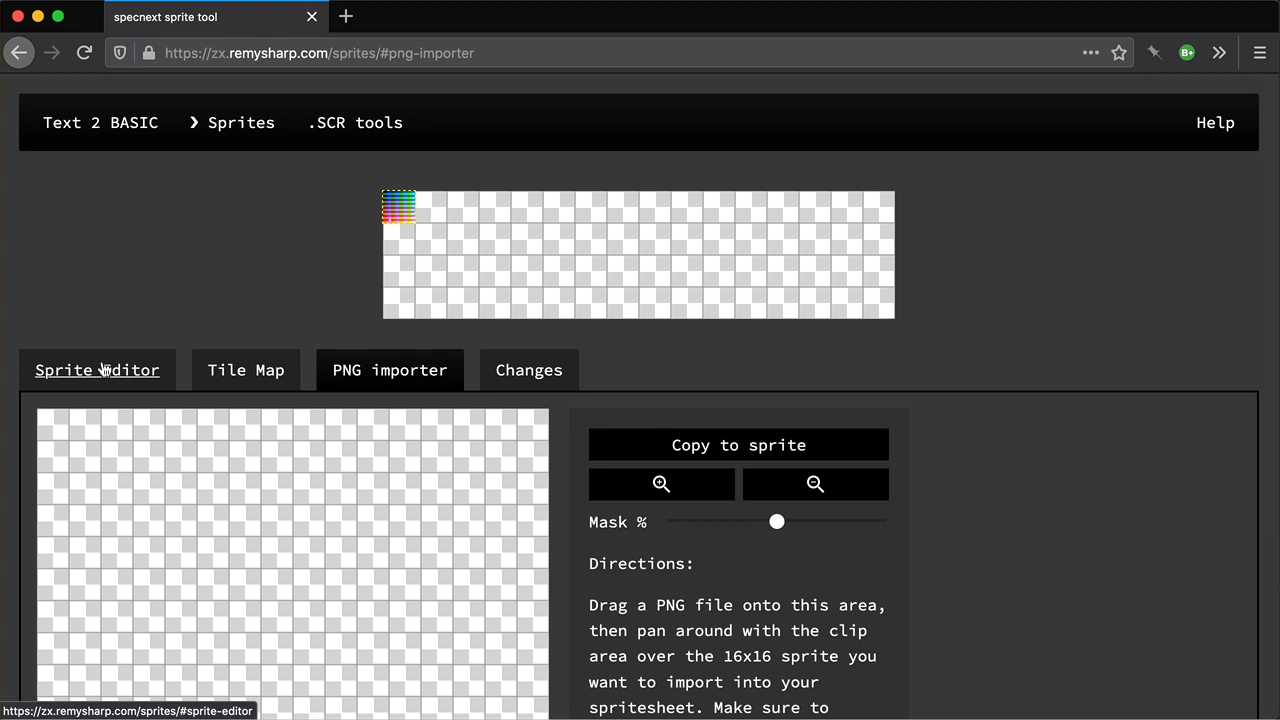 specnext sprite tool
https://zx.remysharp.com/sprites/#png-importer
B+
Text 2 BASIC ❯ Sprites .SCR tools Help
Sprite Editor Tile Map PNG importer Changes
Copy to sprite
Mask %
Directions:
Drag a PNG file onto this area,
then pan around with the clip
area over the 16x16 sprite you
want to import into your
spritesheet. Make sure to
https://zx.remysharp.com/sprites/#sprite-editor